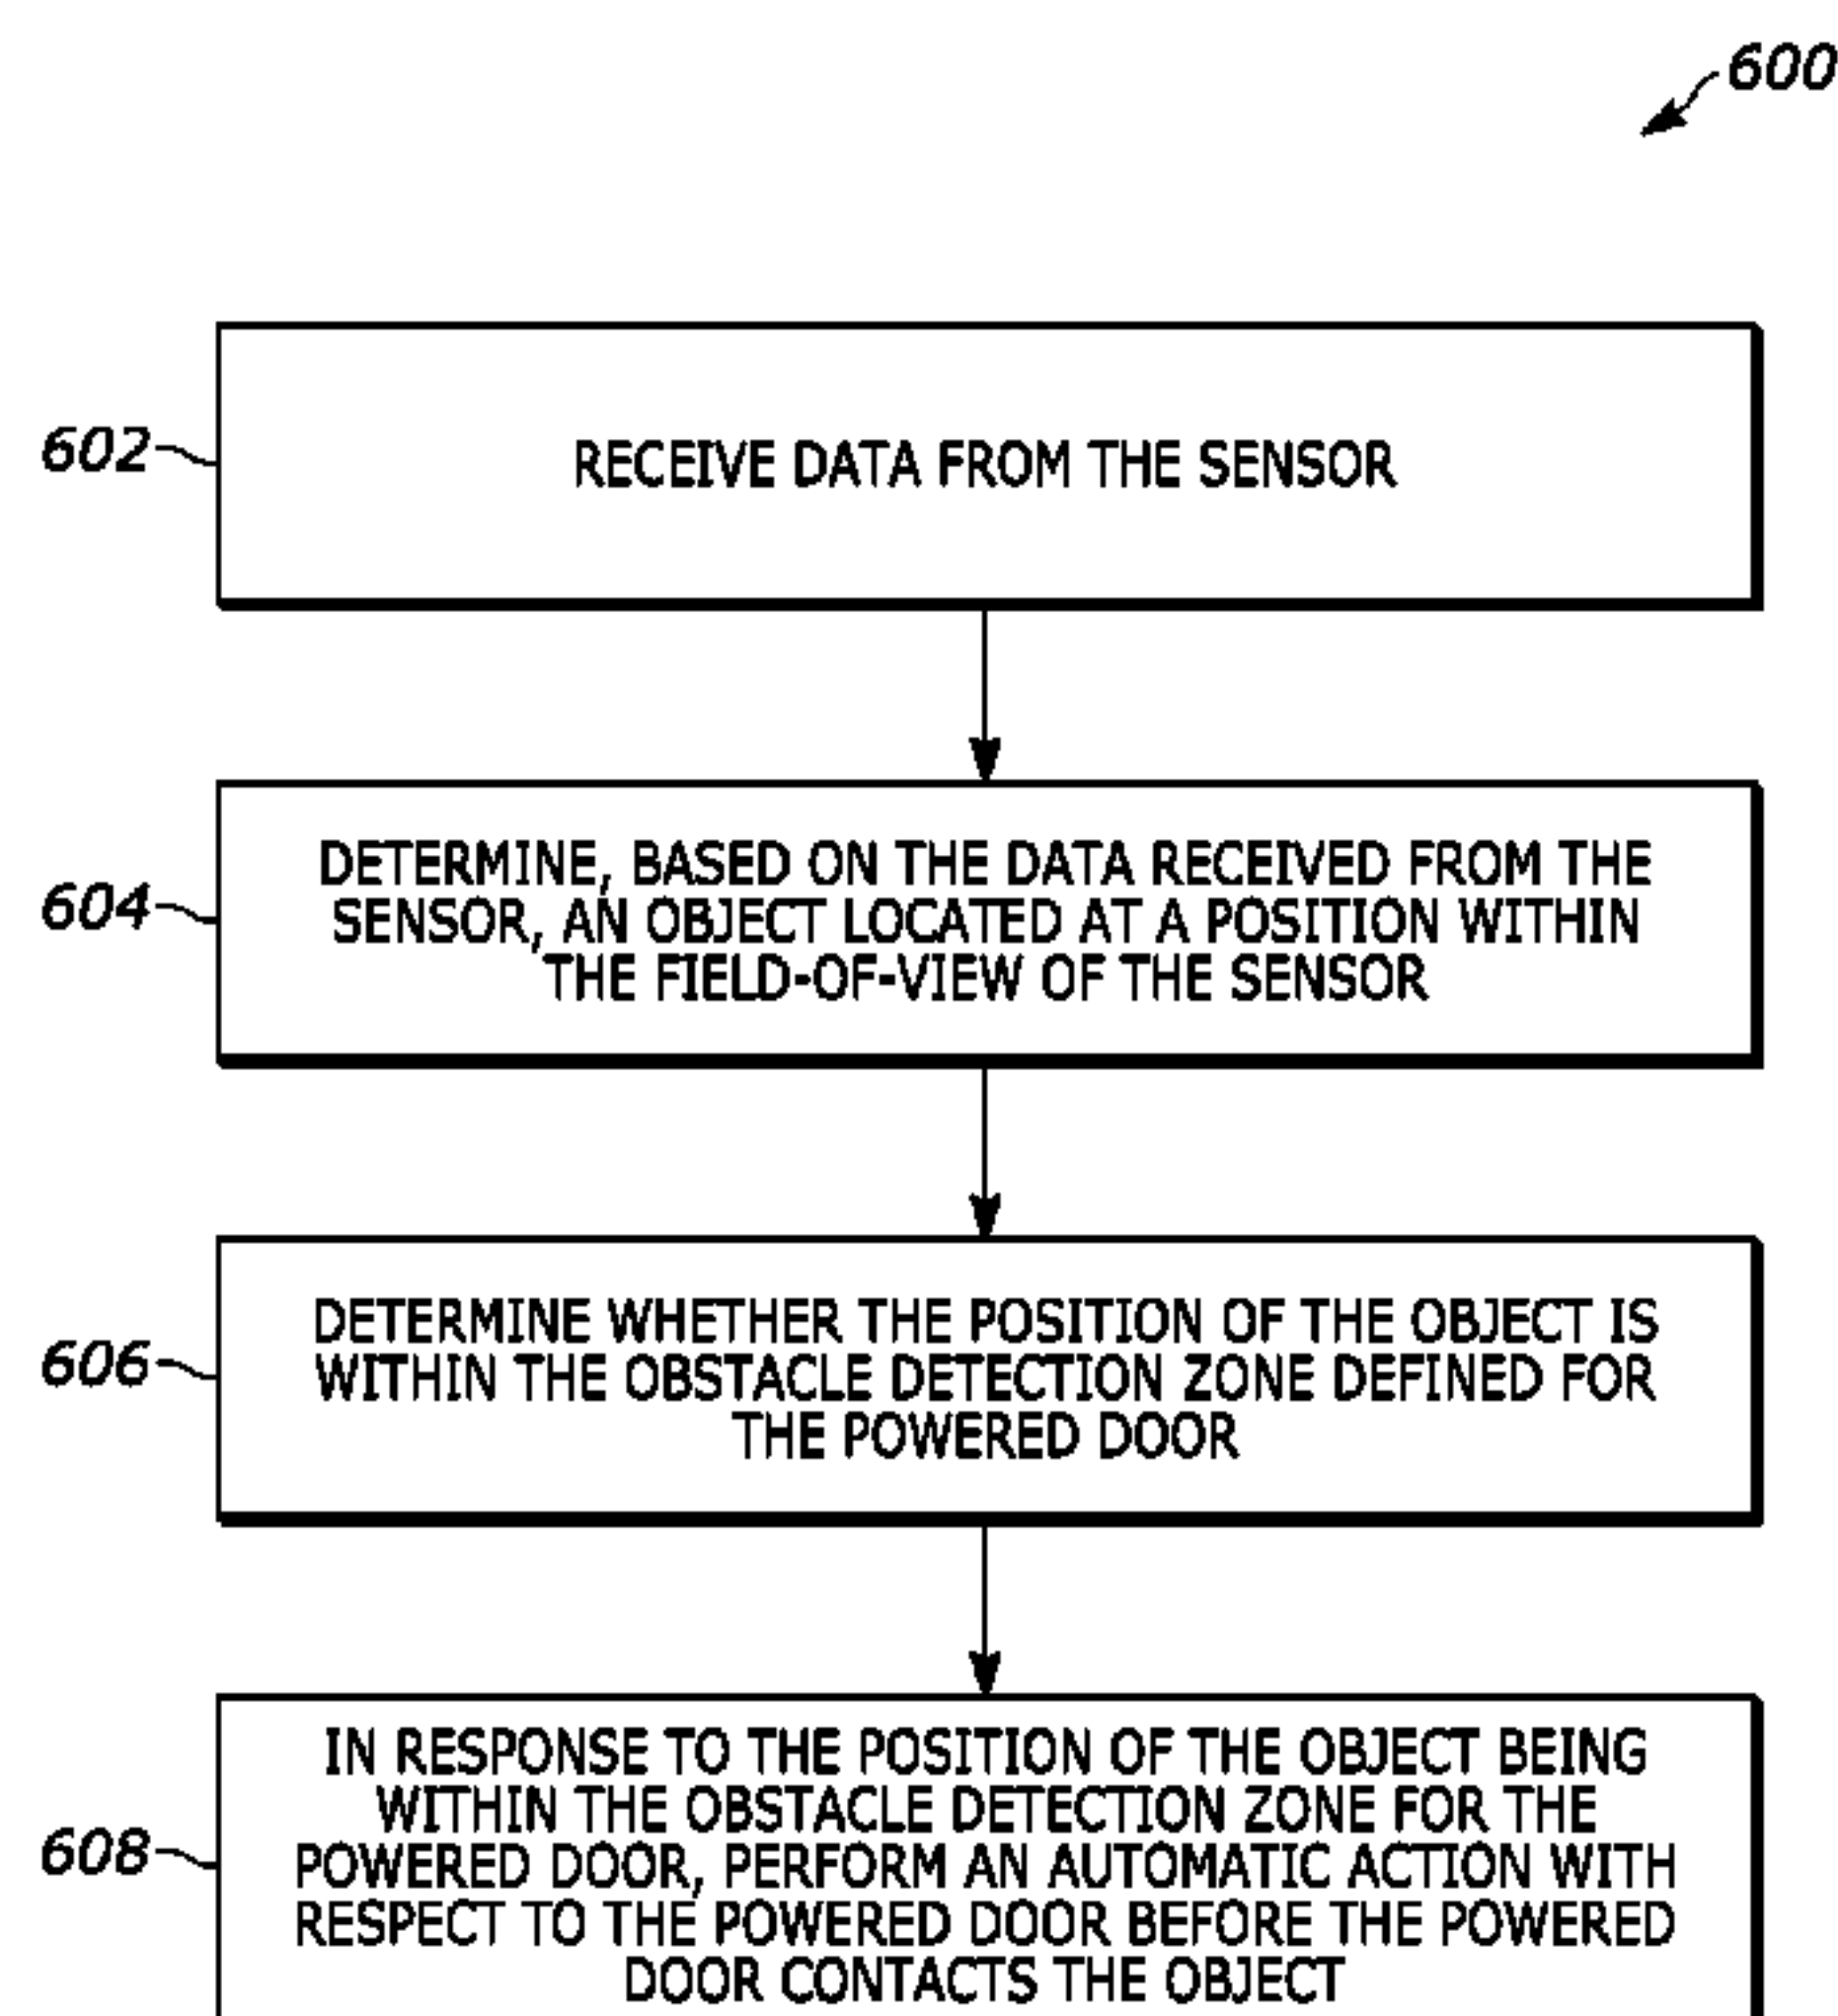 600
602
RECEIVE DATA FROM THE SENSOR
604
DETERMINE, BASED ON THE DATA RECEIVED FROM THE
SENSOR, AN OBJECT LOCATED AT A POSITION WITHIN
THE FIELD-OF-VIEW OF THE SENSOR
606
DETERMINE WHETHER THE POSITION OF THE OBJECT IS
WITHIN THE OBSTACLE DETECTION ZONE DEFINED FOR
THE POWERED DOOR
608
IN RESPONSE TO THE POSITION OF THE OBJECT BEING
WITHIN THE OBSTACLE DETECTION ZONE FOR THE
POWERED DOOR, PERFORM AN AUTOMATIC ACTION WITH
RESPECT TO THE POWERED DOOR BEFORE THE POWERED
DOOR CONTACTS THE OBJECT